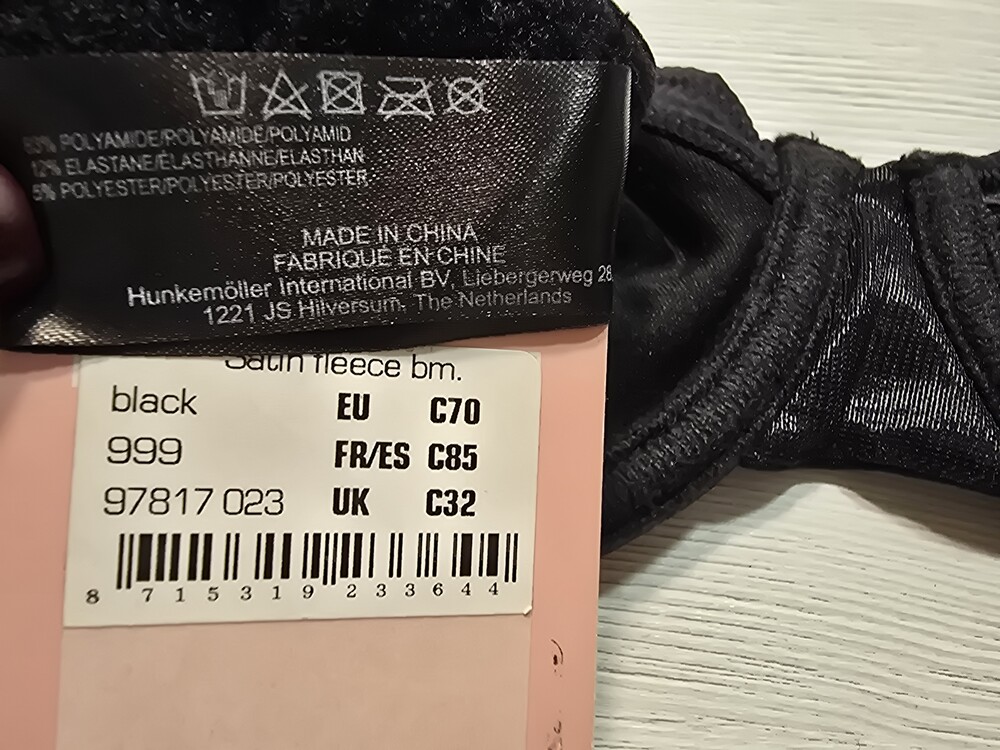 83% POLYAMIDE/POLYAMIDE/POLYAMID
12% ELASTANE/ÉLASTHANNE/ELASTHAN
5% POLYESTER/POLYESTER/POLYESTER
MADE IN CHINA
FABRIQUÉ EN CHINE
Hunkemöller International BV, Liebergerweg 28
1221 JS Hilversum. The Netherlands
Satin fleece bm.
black EU C70
999 FR/ES C85
97817 023 UK C32
8 715319 233644